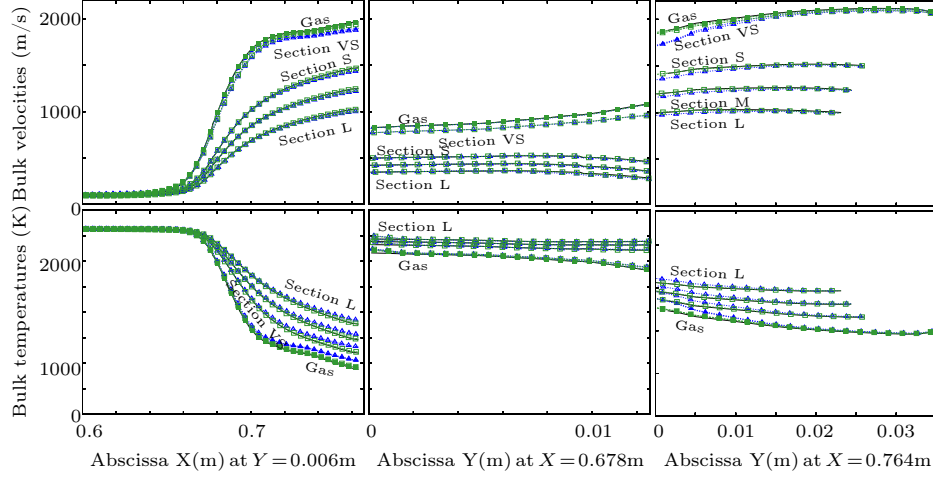 Bulk velocities (m/s)
2000
1000
0
Gas
Section VS
Section S
Section L
Gas
Section VS
Section S
Section L
Gas
Section VS
Section S
Section M
Section L
Bulk temperatures (K)
2000
1000
0
Section L
Section VS
Gas
Section L
Gas
Section L
Gas
0.6
0.7
0
0.01
0
0.01
0.02
0.03
Abscissa X(m) at Y = 0.006m
Abscissa Y(m) at X = 0.678m
Abscissa Y(m) at X = 0.764m